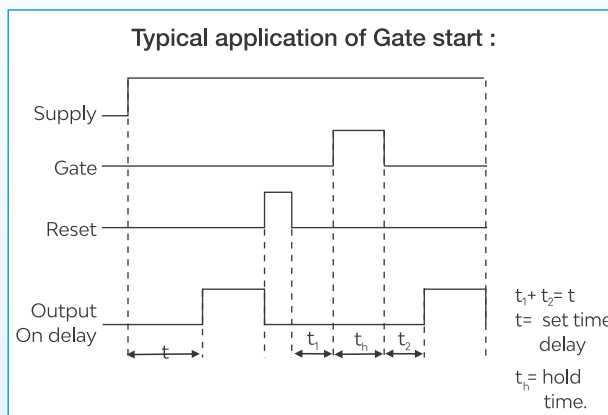 Typical application of Gate start :
Supply
Gate
Reset
Output
On delay
t
t₁
tₕ
t₂
t₁+ t₂= t
t= set time
delay
tₕ= hold
time.